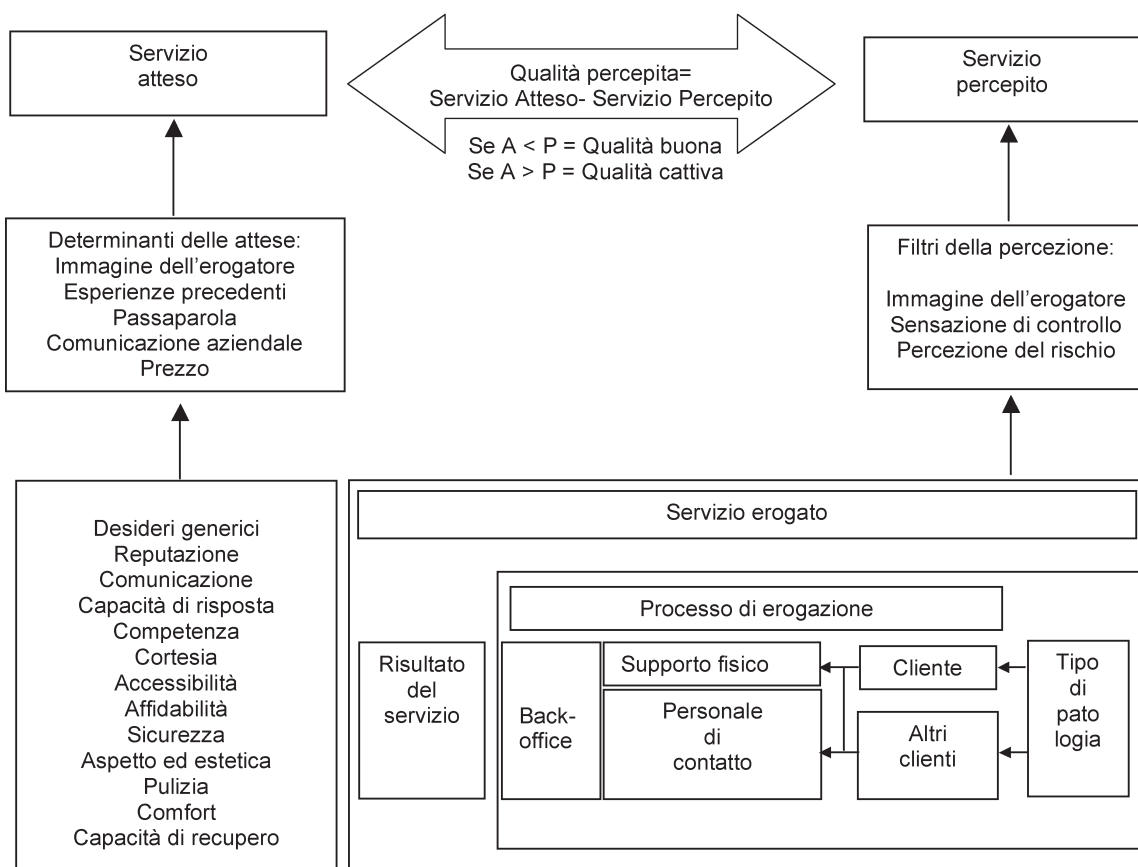 Servizio
atteso
Qualità percepita=
Servizio Atteso- Servizio Percepito
Se A < P = Qualità buona
Se A > P = Qualità cattiva
Servizio
percepito
Determinanti delle attese:
Immagine dell'erogatore
Esperienze precedenti
Passaparola
Comunicazione aziendale
Prezzo
Filtri della percezione:
Immagine dell'erogatore
Sensazione di controllo
Percezione del rischio
Desideri generici
Reputazione
Comunicazione
Capacità di risposta
Competenza
Cortesia
Accessibilità
Affidabilità
Sicurezza
Aspetto ed estetica
Pulizia
Comfort
Capacità di recupero
Servizio erogato
Processo di erogazione
Risultato
del
servizio
Back-
office
Supporto fisico
Personale
di
contatto
Cliente
Altri
clienti
Tipo
di
pato
logia